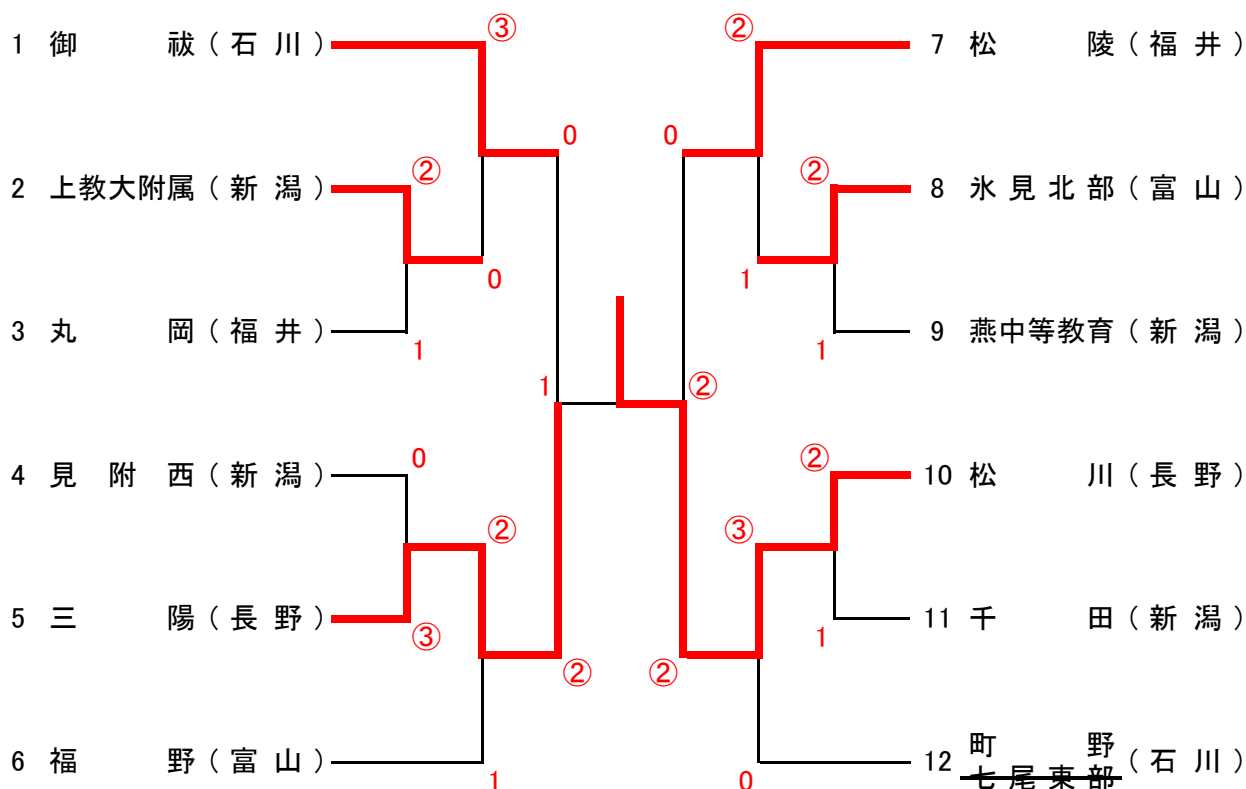 1 御祓(石川)
③
2 上教大附属(新潟)
②
0
0
3 丸岡(福井)
1
1
4 見附西(新潟)
0
②
5 三陽(長野)
③
②
6 福野(富山)
1
②
7 松陵(福井)
0
②
8 氷見北部(富山)
1
9 燕中等教育(新潟)
1
②
②
10 松川(長野)
③
11 千田(新潟)
1
②
町野
12 七尾東部(石川)
0